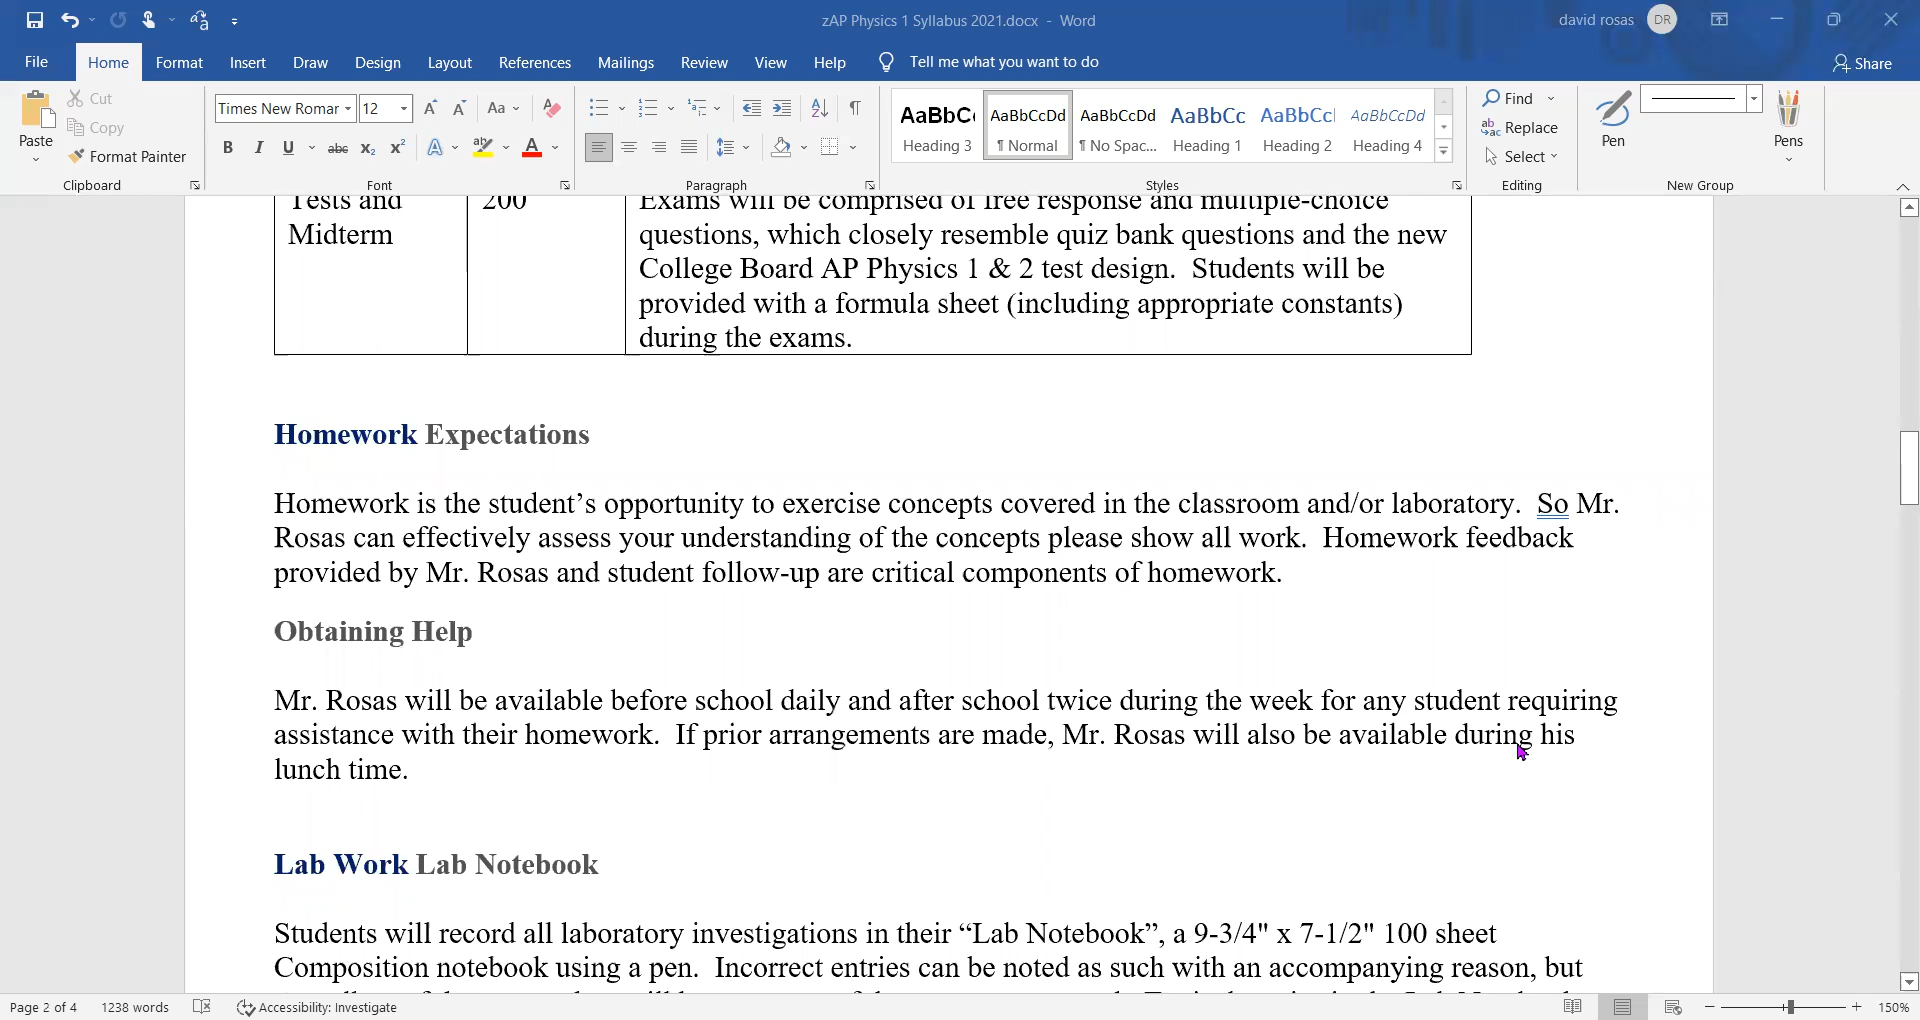 zAP Physics 1 Syllabus 2021.docx - Word
david rosas DR
File Home Format Insert Draw Design Layout References Mailings Review View Help Tell me what you want to do Share
Paste Cut
Copy
Format Painter
Clipboard
Times New Romar 12 Aa
B I U abc x₂ x² A ab A
Font
Paragraph
AaBbC AaBbCcDd AaBbCcDd AaBbCc AaBbCcI AaBbCcDd
Heading 3 ¶ Normal ¶ No Spac... Heading 1 Heading 2 Heading 4
Styles
Find
Replace
Select
Editing
Pen Pens
New Group
Tests and 200 Exams will be comprised of free response and multiple-choice
Midterm questions, which closely resemble quiz bank questions and the new
College Board AP Physics 1 & 2 test design. Students will be
provided with a formula sheet (including appropriate constants)
during the exams.
Homework Expectations
Homework is the student’s opportunity to exercise concepts covered in the classroom and/or laboratory. So Mr.
Rosas can effectively assess your understanding of the concepts please show all work. Homework feedback
provided by Mr. Rosas and student follow-up are critical components of homework.
Obtaining Help
Mr. Rosas will be available before school daily and after school twice during the week for any student requiring
assistance with their homework. If prior arrangements are made, Mr. Rosas will also be available during his
lunch time.
Lab Work Lab Notebook
Students will record all laboratory investigations in their “Lab Notebook”, a 9-3/4" x 7-1/2" 100 sheet
Composition notebook using a pen. Incorrect entries can be noted as such with an accompanying reason, but
Page 2 of 4 1238 words Accessibility: Investigate 150%